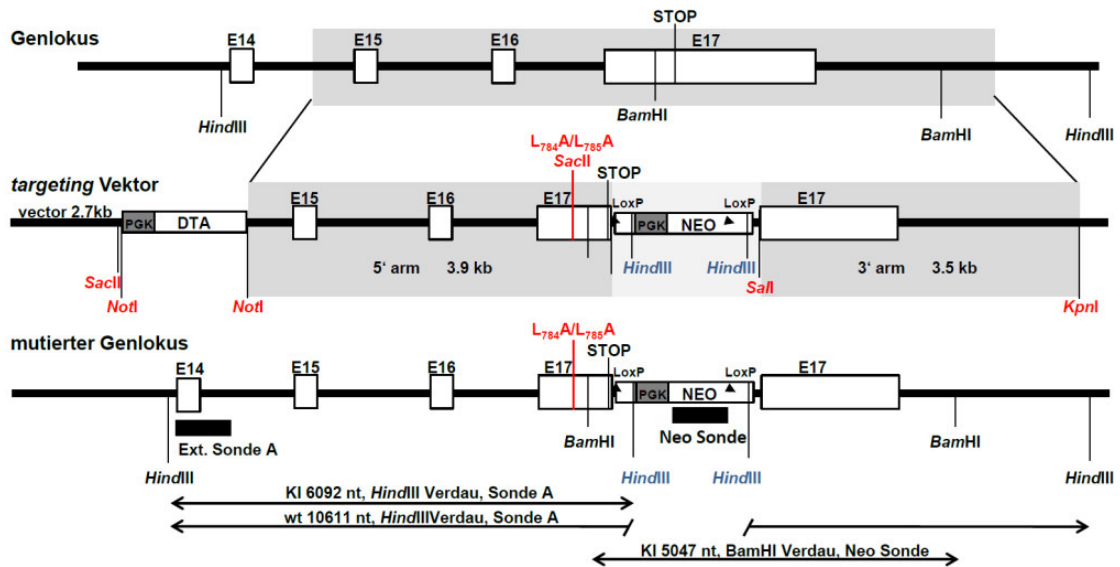 STOP
Genlokus
E14
E15
E16
E17
HindIII
BamHI
BamHI
HindIII
L784A/L785A
SacII
targeting Vektor
STOP
vector 2.7kb
PGK
DTA
E15
E16
E17
LoxP
PGK
NEO
LoxP
E17
5' arm 3.9 kb
HindIII
HindIII
3' arm 3.5 kb
SacII
SalI
NotI
NotI
KpnI
L784A/L785A
mutierter Genlokus
STOP
E14
E15
E16
E17
LoxP
PGK
NEO
LoxP
E17
Ext. Sonde A
BamHI
Neo Sonde
BamHI
HindIII
HindIII
HindIII
HindIII
KI 6092 nt, HindIII Verdau, Sonde A
wt 10611 nt, HindIIIVerdau, Sonde A
KI 5047 nt, BamHI Verdau, Neo Sonde